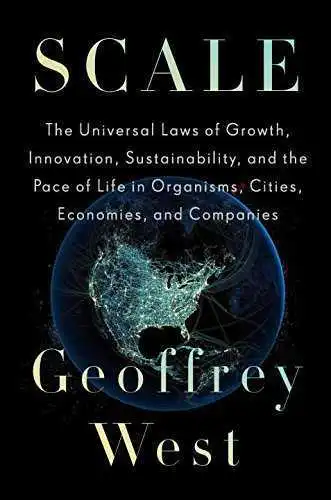 SCALE
The Universal Laws of Growth,
Innovation, Sustainability, and the
Pace of Life in Organisms, Cities,
Economies, and Companies
Geoffrey
West